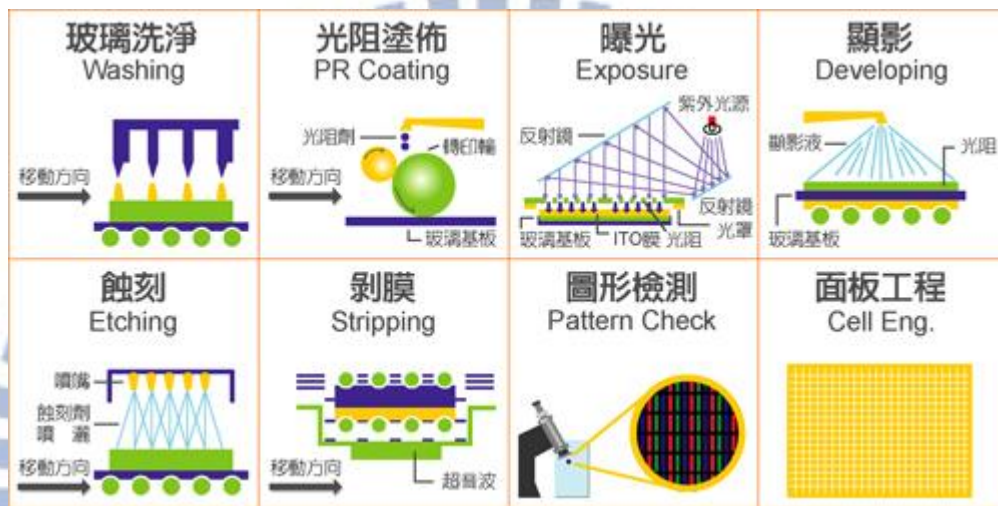 玻璃洗淨
Washing
移動方向
光阻塗佈
PR Coating
光阻劑
轉印輪
移動方向
玻璃基板
曝光
Exposure
紫外光源
反射鏡
反射鏡
玻璃基板
ITO膜
光阻
光罩
顯影
Developing
顯影液
光阻
玻璃基板
蝕刻
Etching
噴嘴
蝕刻劑
噴灑
移動方向
剝膜
Stripping
移動方向
超音波
圖形檢測
Pattern Check
面板工程
Cell Eng.